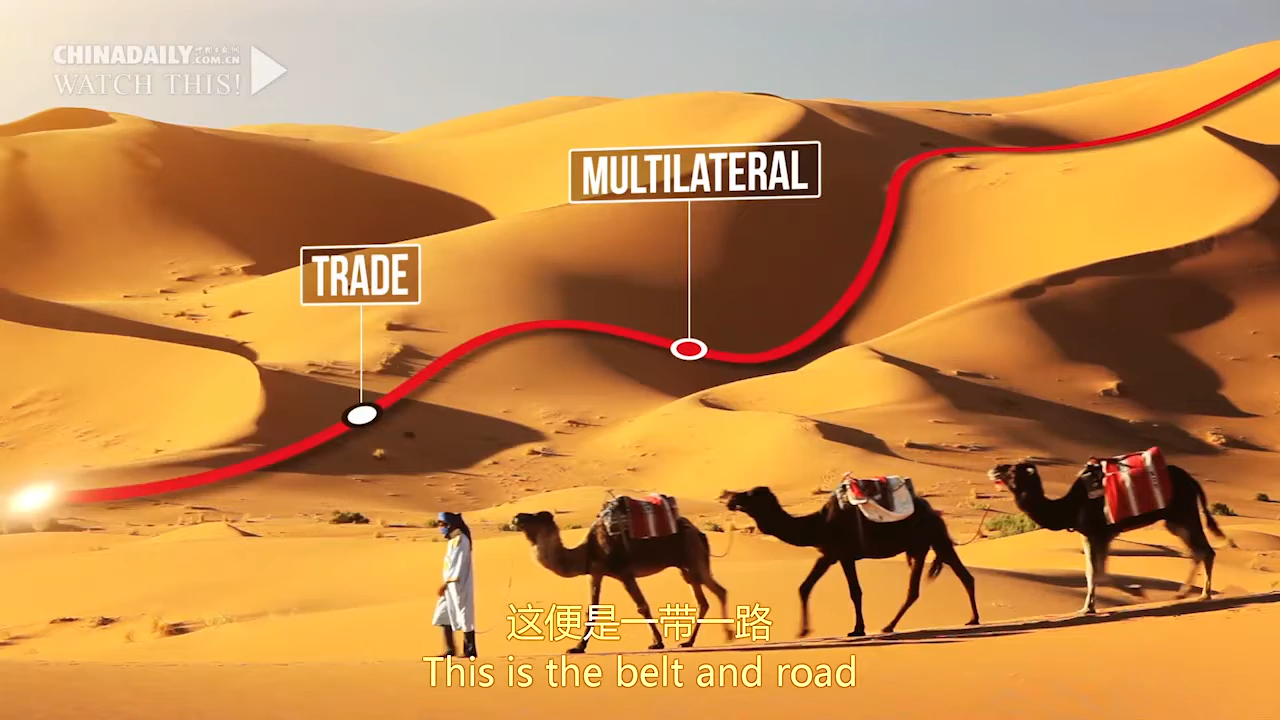 CHINADAILY
.COM.CN
WATCH THIS!
MULTILATERAL
TRADE
这便是一带一路
This is the belt and road